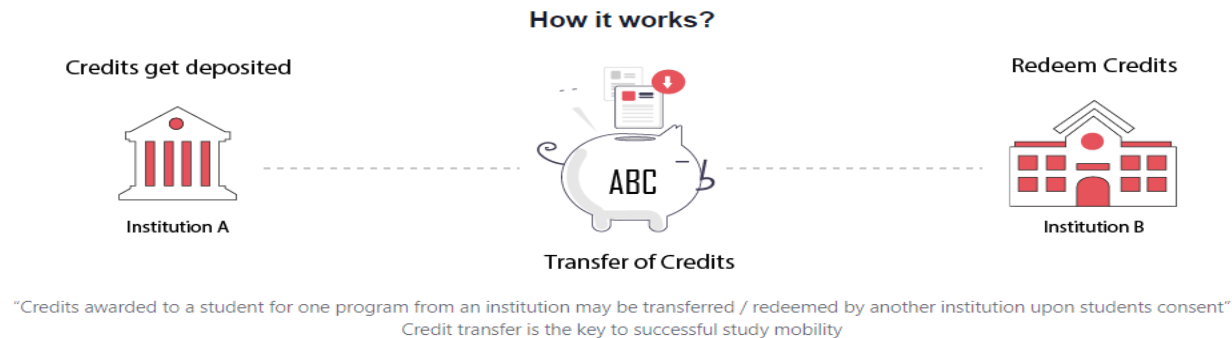 How it works?
Credits get deposited
Redeem Credits
ABC
Institution A
Institution B
Transfer of Credits
“Credits awarded to a student for one program from an institution may be transferred / redeemed by another institution upon students consent”
Credit transfer is the key to successful study mobility